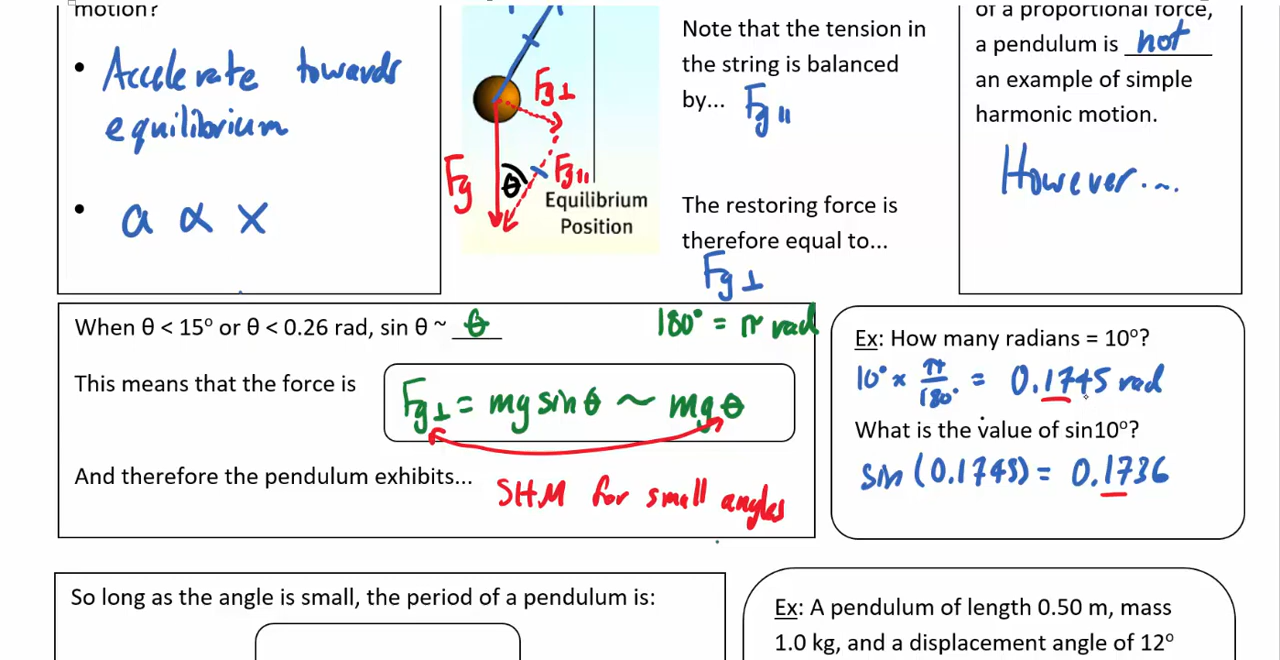 motion?
• Accelerate towards
equilibrium
• a α x
Fg⊥
Fg
θ
Fg||
Equilibrium
Position
Note that the tension in
the string is balanced
by... Fg||
The restoring force is
therefore equal to...
Fg⊥
of a proportional force,
a pendulum is not
an example of simple
harmonic motion.
However...
When θ < 15º or θ < 0.26 rad, sin θ ~ θ
180° = π rad
This means that the force is
Fg⊥ = mg sinθ ~ mgθ
And therefore the pendulum exhibits...
SHM for small angles
Ex: How many radians = 10º?
10° × π/180° = 0.1745 rad
What is the value of sin10º?
sin(0.1745) = 0.1736
So long as the angle is small, the period of a pendulum is:
Ex: A pendulum of length 0.50 m, mass
1.0 kg, and a displacement angle of 12º